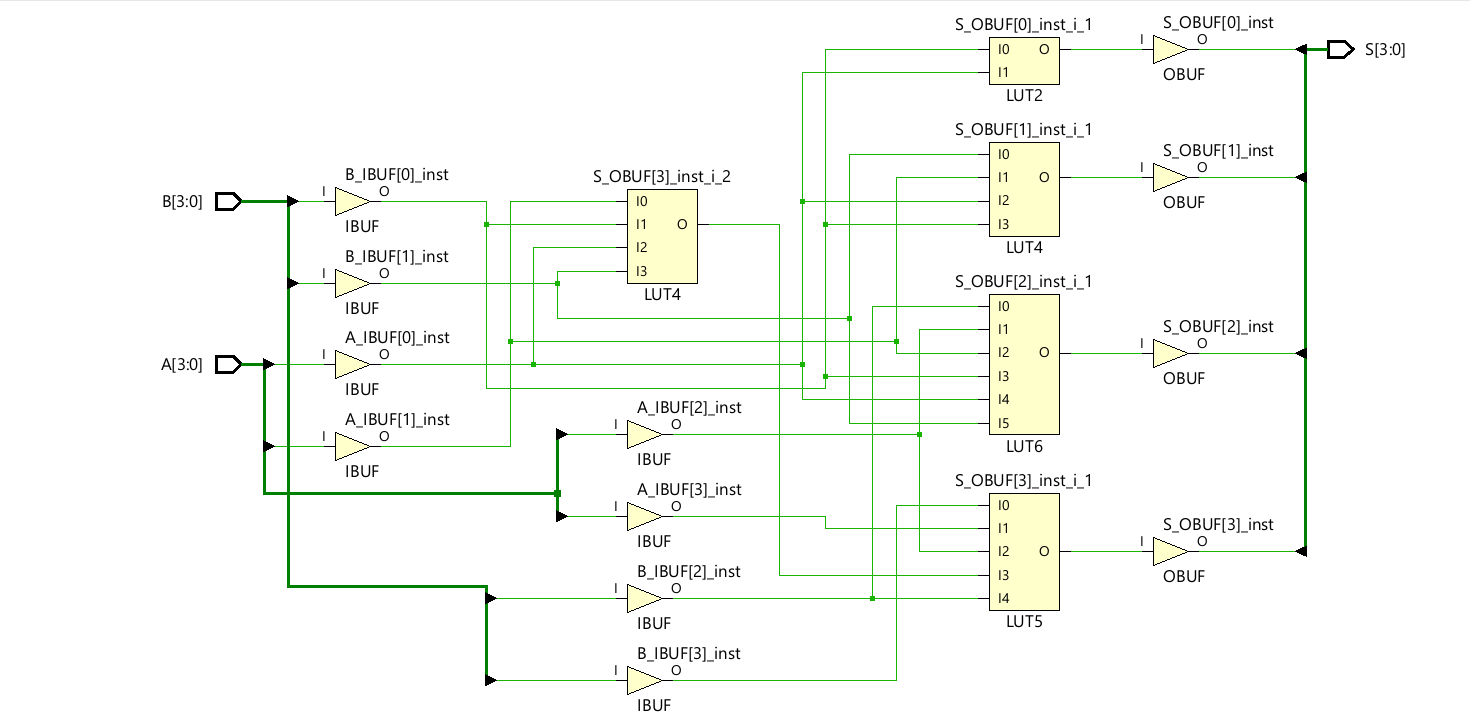 S_OBUF[0]_inst_i_1
I0 O
I1
LUT2
S_OBUF[0]_inst
I O
OBUF
S[3:0]
S_OBUF[1]_inst_i_1
I0
I1 O
I2
I3
LUT4
S_OBUF[1]_inst
I O
OBUF
B[3:0]
B_IBUF[0]_inst
I O
IBUF
B_IBUF[1]_inst
I O
IBUF
S_OBUF[3]_inst_i_2
I0
I1 O
I2
I3
LUT4
A[3:0]
A_IBUF[0]_inst
I O
IBUF
A_IBUF[1]_inst
I O
IBUF
S_OBUF[2]_inst_i_1
I0
I1
I2 O
I3
I4
I5
LUT6
S_OBUF[2]_inst
I O
OBUF
A_IBUF[2]_inst
I O
IBUF
A_IBUF[3]_inst
I O
IBUF
B_IBUF[2]_inst
I O
IBUF
B_IBUF[3]_inst
I O
IBUF
S_OBUF[3]_inst_i_1
I0
I1
I2 O
I3
I4
LUT5
S_OBUF[3]_inst
I O
OBUF